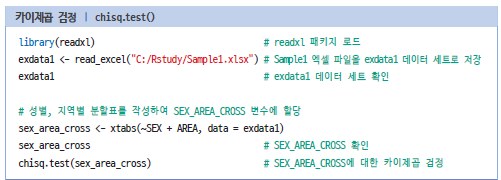 카이제곱 검정 | chisq.test()
library(readxl) # readxl 패키지 로드
exdata1 <- read_excel("C:/Rstudy/Sample1.xlsx") # Sample1 엑셀 파일을 exdata1 데이터 세트로 저장
exdata1 # exdata1 데이터 세트 확인
# 성별, 지역별 분할표를 작성하여 SEX_AREA_CROSS 변수에 할당
sex_area_cross <- xtabs(~SEX + AREA, data = exdata1)
sex_area_cross # SEX_AREA_CROSS 확인
chisq.test(sex_area_cross) # SEX_AREA_CROSS에 대한 카이제곱 검정